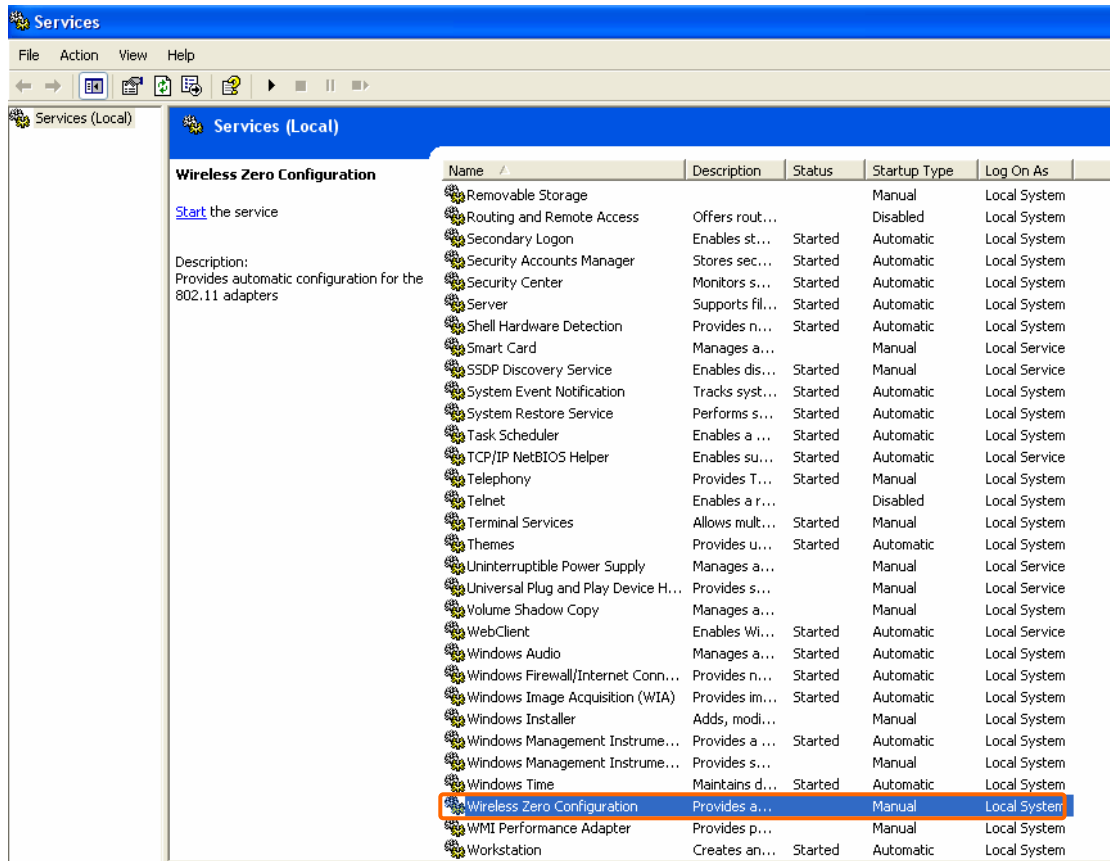 Services
File Action View Help
Services (Local)
Services (Local)
Wireless Zero Configuration
Start the service
Description:
Provides automatic configuration for the
802.11 adapters
Name Description Status Startup Type Log On As
Removable Storage Manual Local System
Routing and Remote Access Offers rout... Disabled Local System
Secondary Logon Enables st... Started Automatic Local System
Security Accounts Manager Stores sec... Started Automatic Local System
Security Center Monitors s... Started Automatic Local System
Server Supports fil... Started Automatic Local System
Shell Hardware Detection Provides n... Started Automatic Local System
Smart Card Manages a... Manual Local Service
SSDP Discovery Service Enables dis... Started Manual Local Service
System Event Notification Tracks syst... Started Automatic Local System
System Restore Service Performs s... Started Automatic Local System
Task Scheduler Enables a ... Started Automatic Local System
TCP/IP NetBIOS Helper Enables su... Started Automatic Local Service
Telephony Provides T... Started Manual Local System
Telnet Enables a r... Disabled Local System
Terminal Services Allows mult... Started Manual Local System
Themes Provides u... Started Automatic Local System
Uninterruptible Power Supply Manages a... Manual Local Service
Universal Plug and Play Device H... Provides s... Manual Local Service
Volume Shadow Copy Manages a... Manual Local System
WebClient Enables Wi... Started Automatic Local Service
Windows Audio Manages a... Started Automatic Local System
Windows Firewall/Internet Conn... Provides n... Started Automatic Local System
Windows Image Acquisition (WIA) Provides im... Started Automatic Local System
Windows Installer Adds, modi... Manual Local System
Windows Management Instrume... Provides a ... Started Automatic Local System
Windows Management Instrume... Provides s... Manual Local System
Windows Time Maintains d... Started Automatic Local System
Wireless Zero Configuration Provides a... Manual Local System
WMI Performance Adapter Provides p... Manual Local System
Workstation Creates an... Started Automatic Local System